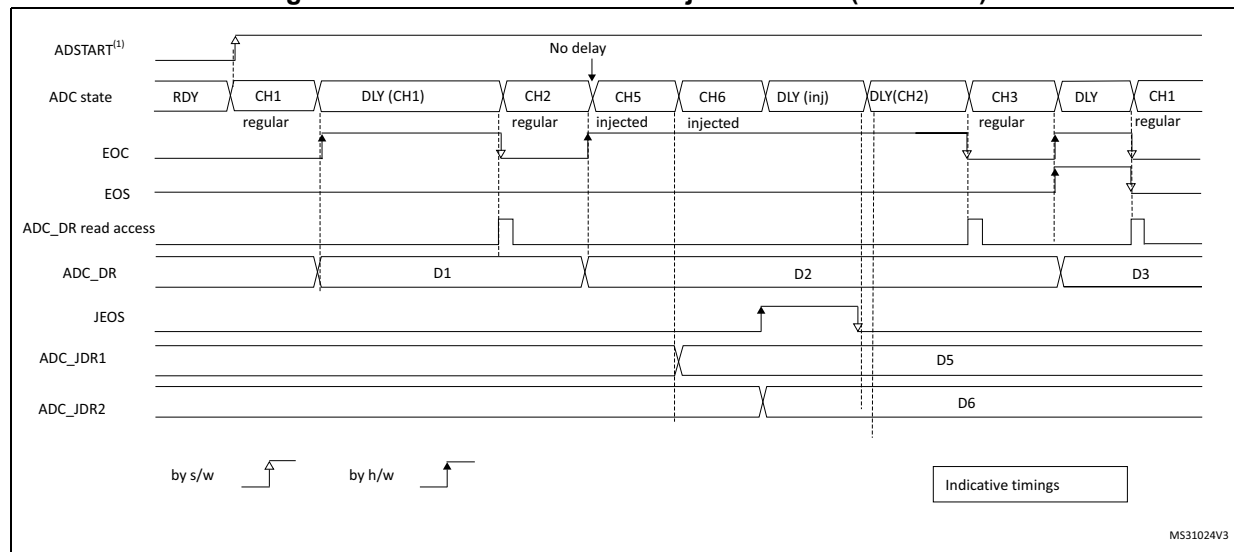 ADSTART(1)
No delay
ADC state RDY CH1 DLY (CH1) CH2 CH5 CH6 DLY (inj) DLY(CH2) CH3 DLY CH1
regular regular injected injected regular regular
EOC
EOS
ADC_DR read access
ADC_DR D1 D2 D3
JEOS
ADC_JDR1 D5
ADC_JDR2 D6
by s/w by h/w Indicative timings
MS31024V3